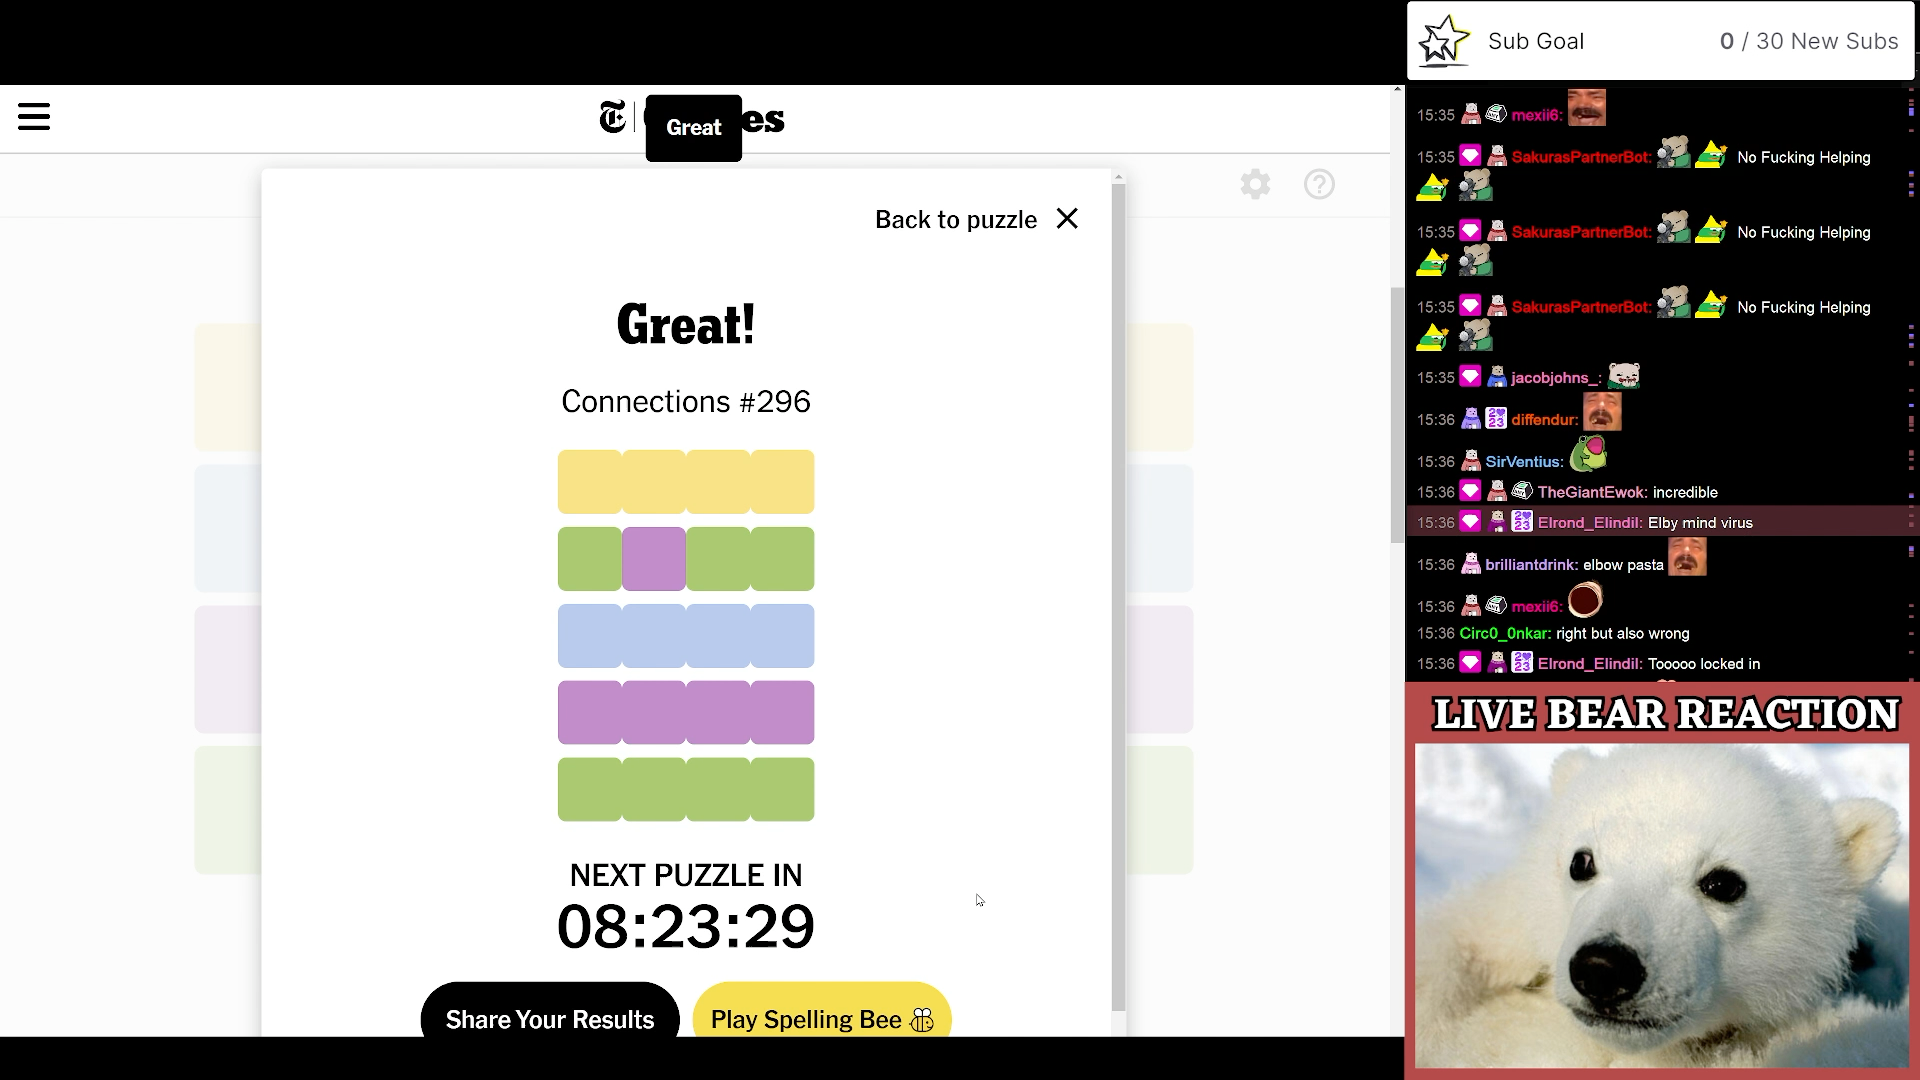 Sub Goal 0 / 30 New Subs
Great
es
Back to puzzle
Great!
Connections #296
NEXT PUZZLE IN
08:23:29
Share Your Results
Play Spelling Bee
15:35 mexii6:
15:35 SakurasPartnerBot: No Fucking Helping
15:35 SakurasPartnerBot: No Fucking Helping
15:35 SakurasPartnerBot: No Fucking Helping
15:35 jacobjohns_:
15:36 diffendur:
15:36 SirVentius:
15:36 TheGiantEwok: incredible
15:36 Elrond_Elindil: Elby mind virus
15:36 brilliantdrink: elbow pasta
15:36 mexii6:
15:36 Circ0_0nkar: right but also wrong
15:36 Elrond_Elindil: Tooooo locked in
LIVE BEAR REACTION